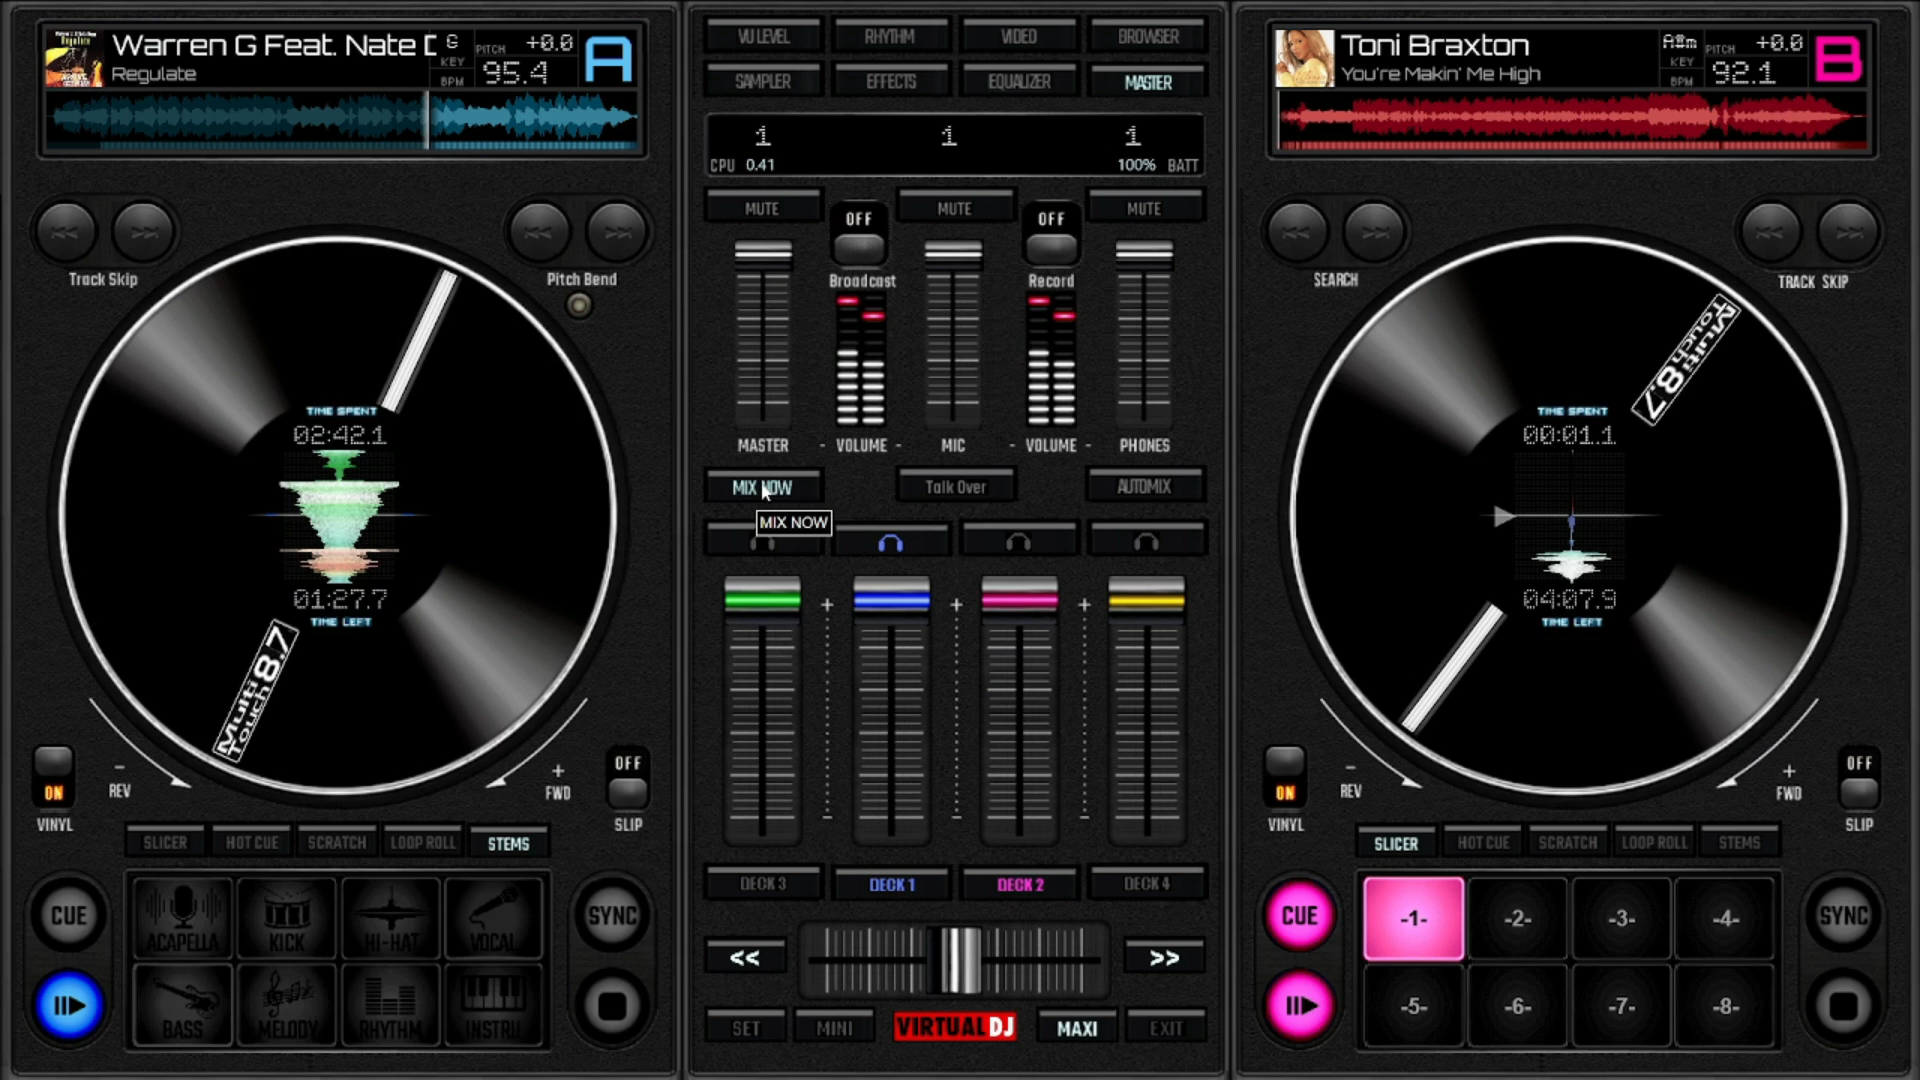 Warren G Feat. Nate D
Regulate
G
PITCH +0.0
KEY
BPM 95.4
A
VU LEVEL
RHYTHM
VIDEO
BROWSER
SAMPLER
EFFECTS
EQUALIZER
MASTER
1
1
1
CPU 0.41
100% BATT
Toni Braxton
You're Makin' Me High
A#m
PITCH +0.0
KEY
BPM 92.1
B
Track Skip
Pitch Bend
MUTE
OFF
MUTE
OFF
MUTE
Broadcast
Record
MASTER
- VOLUME -
MIC
- VOLUME -
PHONES
MIX NOW
Talk Over
AUTOMIX
MIX NOW
SEARCH
TRACK SKIP
TIME SPENT
02:42.1
01:27.7
TIME LEFT
Multi Touch 8.7
TIME SPENT
00:01.1
04:07.9
TIME LEFT
Multi Touch 8.7
ON
VINYL
-
REV
+
FWD
OFF
SLIP
+
+
+
-
-
-
ON
VINYL
-
REV
+
FWD
OFF
SLIP
SLICER
HOT CUE
SCRATCH
LOOP ROLL
STEMS
DECK 3
DECK 1
DECK 2
DECK 4
SLICER
HOT CUE
SCRATCH
LOOP ROLL
STEMS
CUE
ACAPELLA
KICK
HI-HAT
VOCAL
SYNC
BASS
MELODY
RHYTHM
INSTRU
<<
>>
SET
MINI
VIRTUAL DJ
MAXI
EXIT
CUE
-1-
-2-
-3-
-4-
SYNC
-5-
-6-
-7-
-8-